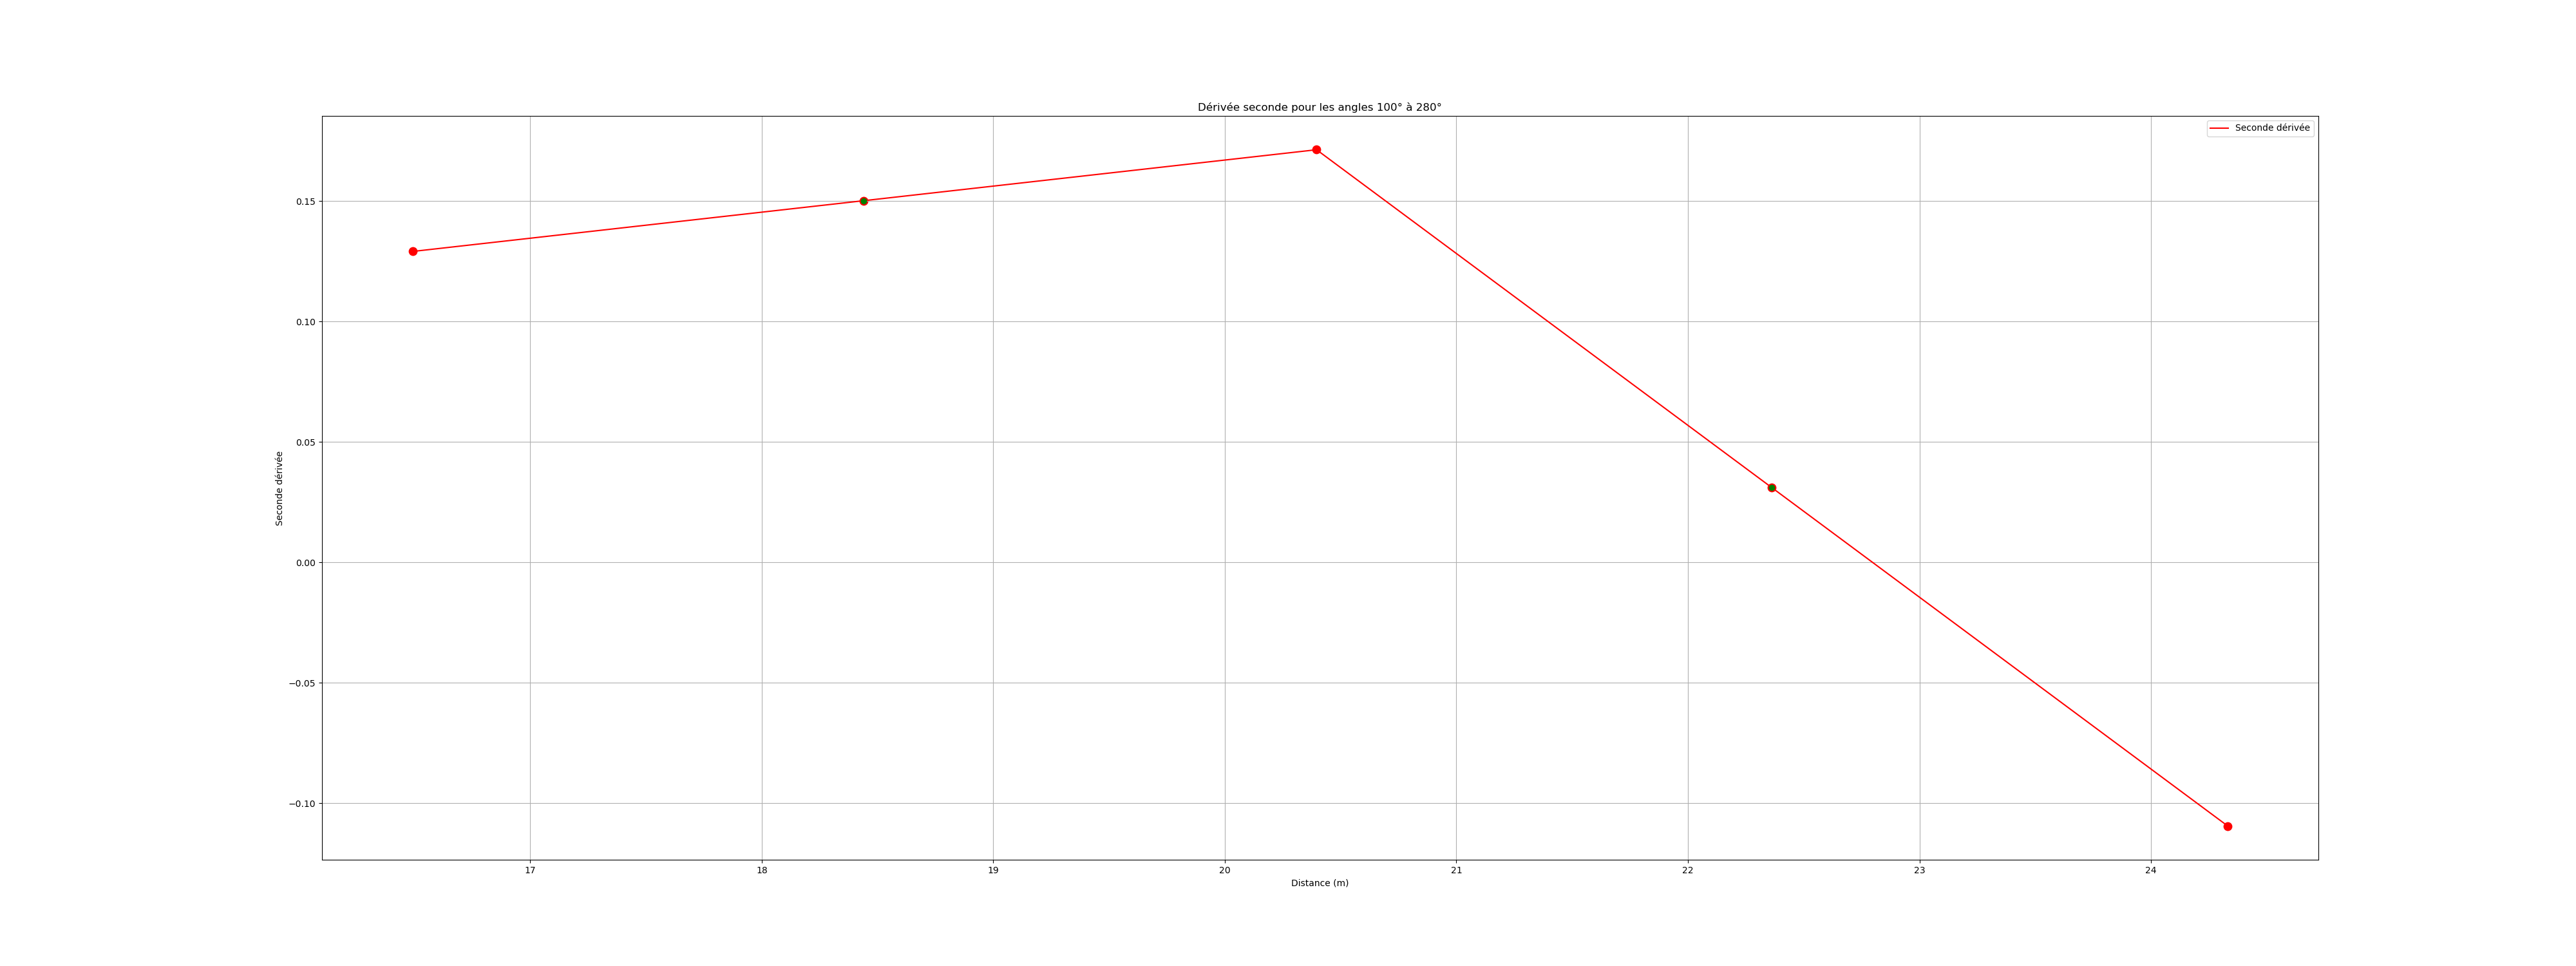 Dérivée seconde pour les angles 100° à 280°
Seconde dérivée
0.15
0.10
0.05
0.00
−0.05
−0.10
Seconde dérivée
17 18 19 20 21 22 23 24
Distance (m)